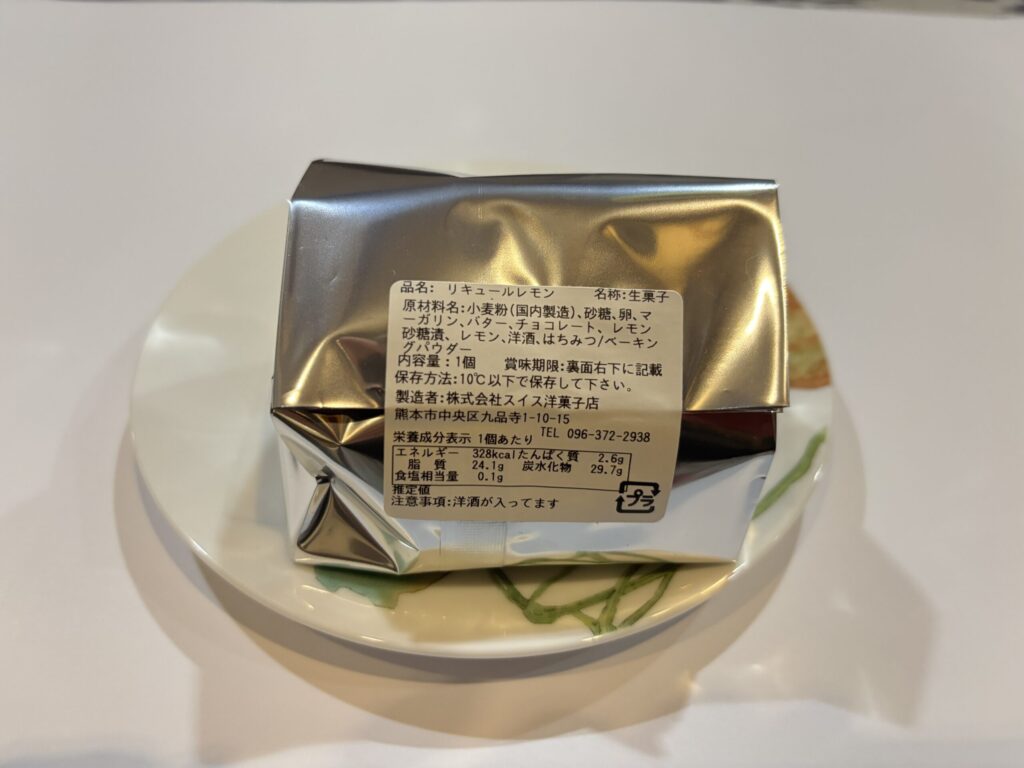 品名: リキュールレモン 名称:生菓子
原材料名:小麦粉(国内製造)、砂糖、卵、マ
ーガリン、バター、チョコレート、レモン
砂糖漬、レモン、洋酒、はちみつ/ベーキン
グパウダー
内容量:1個 賞味期限:裏面右下に記載
保存方法:10℃以下で保存して下さい。
製造者:株式会社スイス洋菓子店
熊本市中央区九品寺1-10-15
TEL 096-372-2938
栄養成分表示 1個あたり
エネルギー 328kcal たんぱく質 2.6g
脂 質 24.1g 炭水化物 29.7g
食塩相当量 0.1g
推定値
注意事項:洋酒が入ってます
プラ